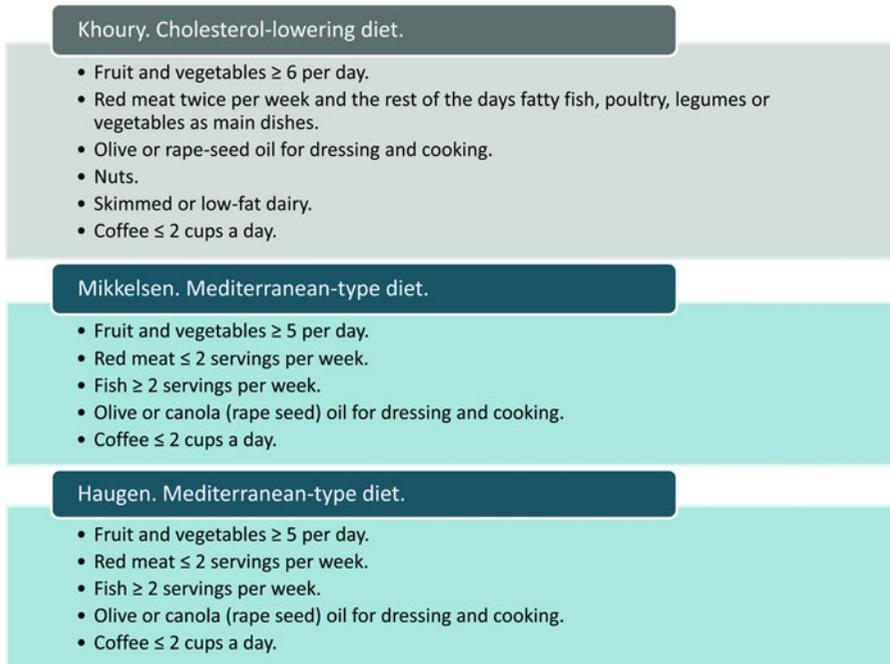 Khoury. Cholesterol-lowering diet.
• Fruit and vegetables ≥ 6 per day.
• Red meat twice per week and the rest of the days fatty fish, poultry, legumes or
vegetables as main dishes.
• Olive or rape-seed oil for dressing and cooking.
• Nuts.
• Skimmed or low-fat dairy.
• Coffee ≤ 2 cups a day.
Mikkelsen. Mediterranean-type diet.
• Fruit and vegetables ≥ 5 per day.
• Red meat ≤ 2 servings per week.
• Fish ≥ 2 servings per week.
• Olive or canola (rape seed) oil for dressing and cooking.
• Coffee ≤ 2 cups a day.
Haugen. Mediterranean-type diet.
• Fruit and vegetables ≥ 5 per day.
• Red meat ≤ 2 servings per week.
• Fish ≥ 2 servings per week.
• Olive or canola (rape seed) oil for dressing and cooking.
• Coffee ≤ 2 cups a day.